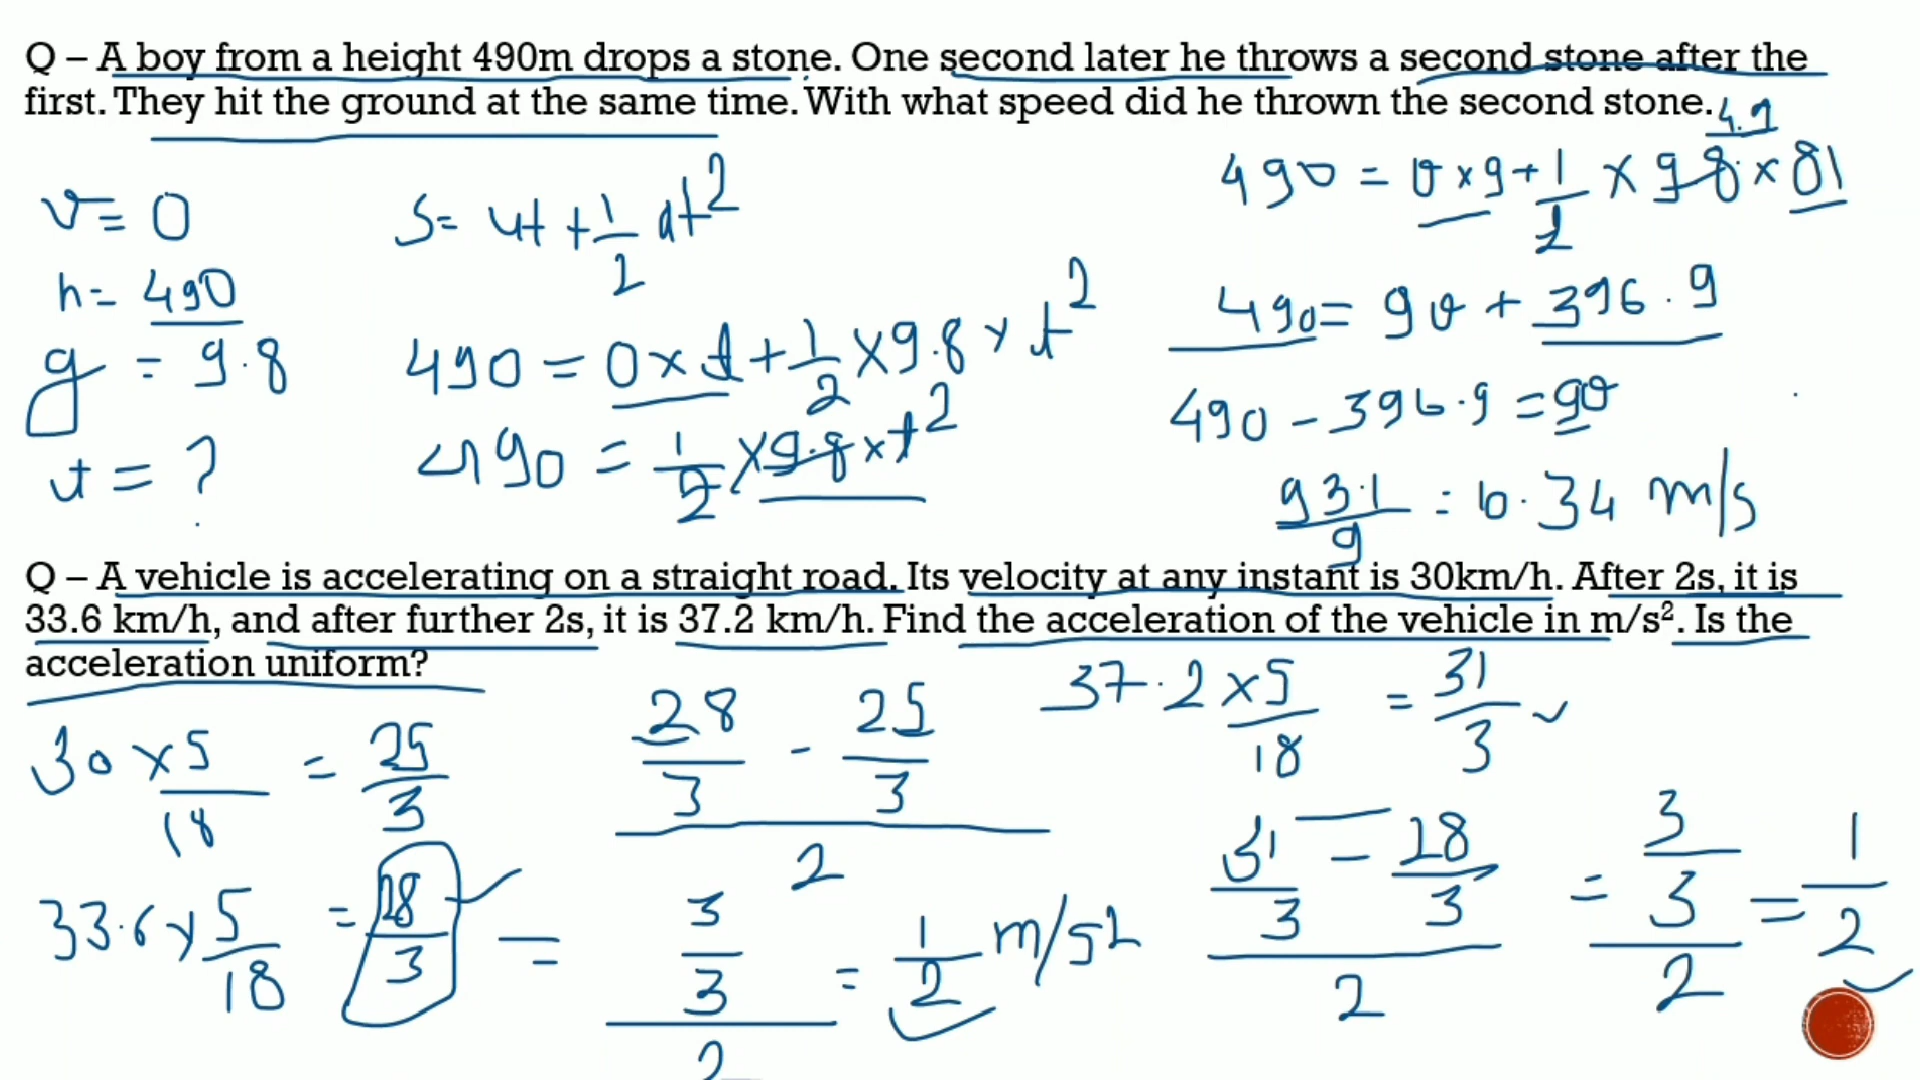 Q – A boy from a height 490m drops a stone. One second later he throws a second stone after the
first. They hit the ground at the same time. With what speed did he thrown the second stone.
v = 0
h = 490
g = 9.8
t = ?
S = ut + 1/2 at²
490 = 0 × t + 1/2 × 9.8 × t²
490 = 1/2 × 9.8 × t²
4.9
490 = v × 9 + 1/2 × 9.8 × 81
490 = 9v + 396.9
490 - 396.9 = 9v
93.1/9 = 10.34 m/s
Q – A vehicle is accelerating on a straight road. Its velocity at any instant is 30km/h. After 2s, it is
33.6 km/h, and after further 2s, it is 37.2 km/h. Find the acceleration of the vehicle in m/s². Is the
acceleration uniform?
30 × 5/18 = 25/3
33.6 × 5/18 = 28/3
(28/3 - 25/3)/2
= (3/3)/2 = 1/2 m/s²
37.2 × 5/18 = 31/3
(31/3 - 28/3)/2 = (3/3)/2 = 1/2